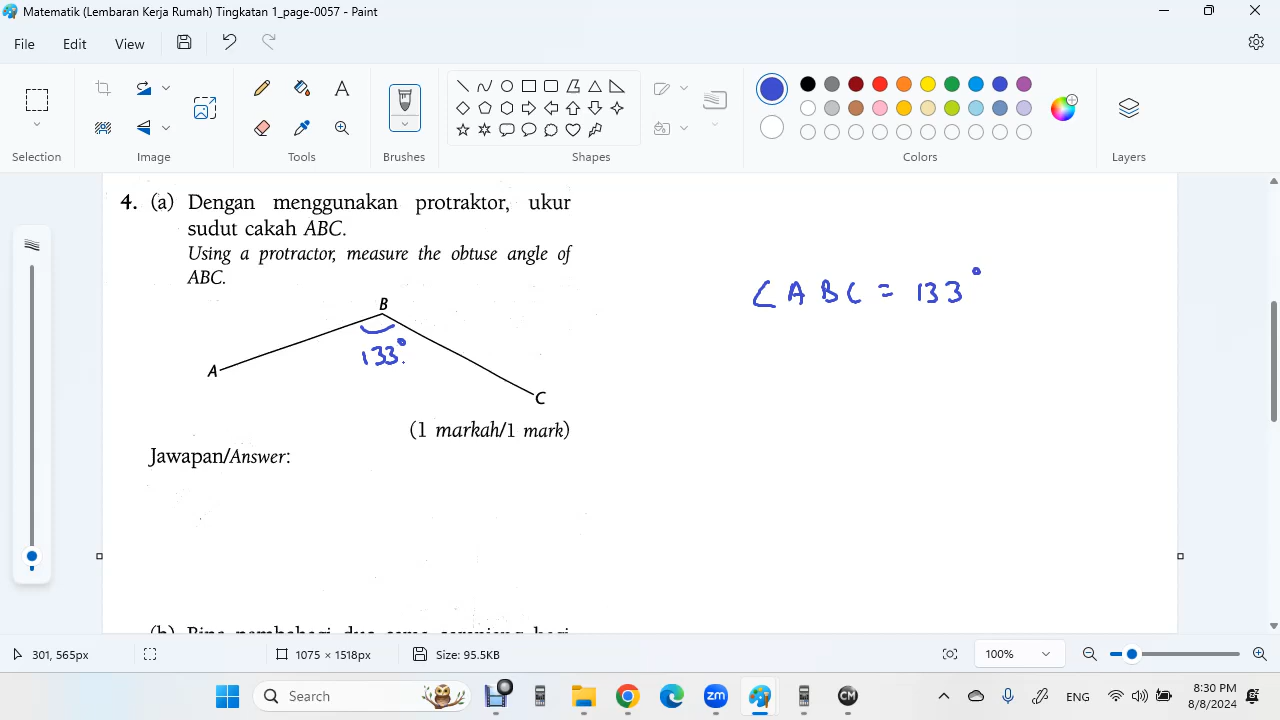 Matematik (Lembaran Kerja Rumah) Tingkatan 1_page-0057 - Paint
File Edit View
Selection Image Tools Brushes Shapes Colors Layers
4. (a) Dengan menggunakan protraktor, ukur
sudut cakah ABC.
Using a protractor, measure the obtuse angle of
ABC.
B
∠ABC = 133°
133°
A
C
(1 markah/1 mark)
Jawapan/Answer:
301, 565px 1075 × 1518px Size: 95.5KB 100%
Search zm CM ENG 8:30 PM
8/8/2024